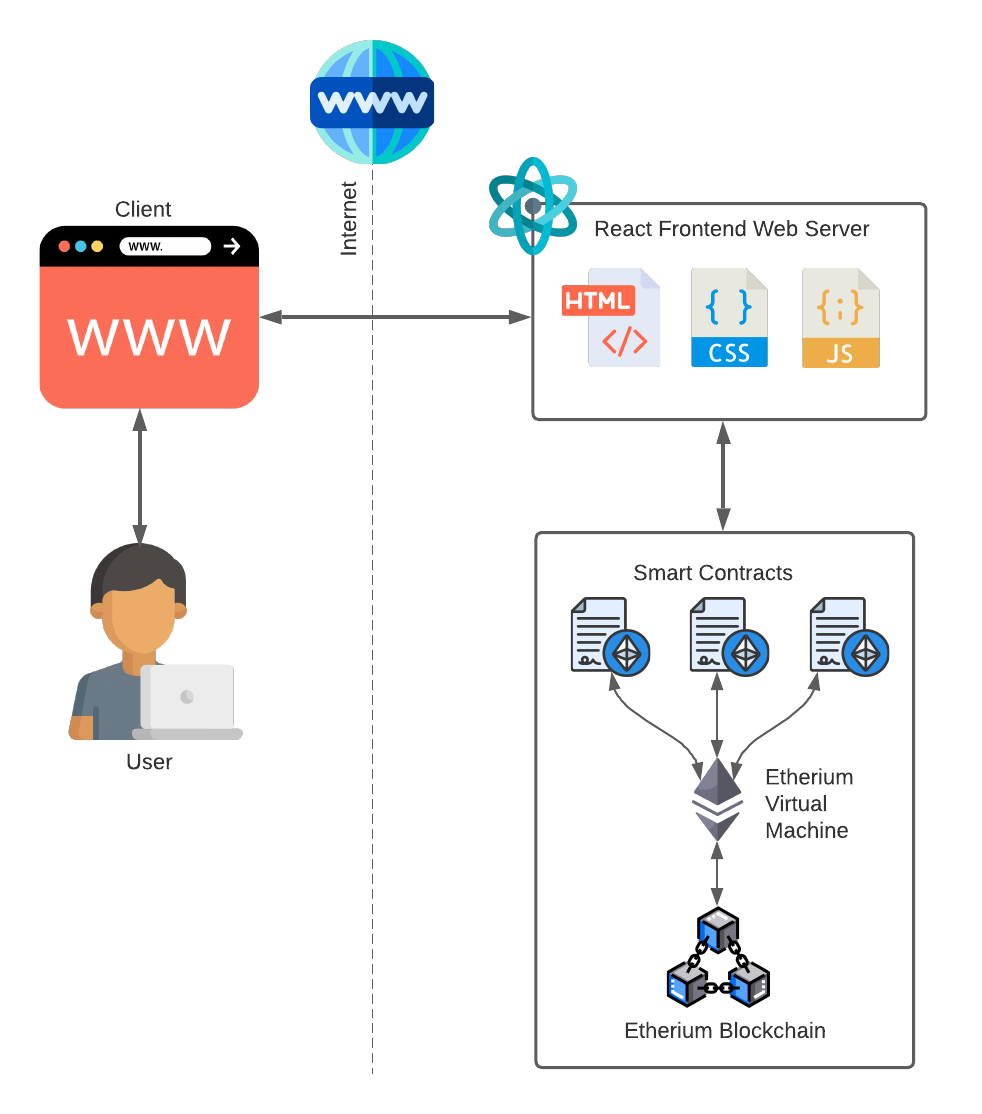 www
Internet
Client
www.
www
React Frontend Web Server
HTML
</>
{ }
CSS
{;}
JS
User
Smart Contracts
Etherium
Virtual
Machine
Etherium Blockchain